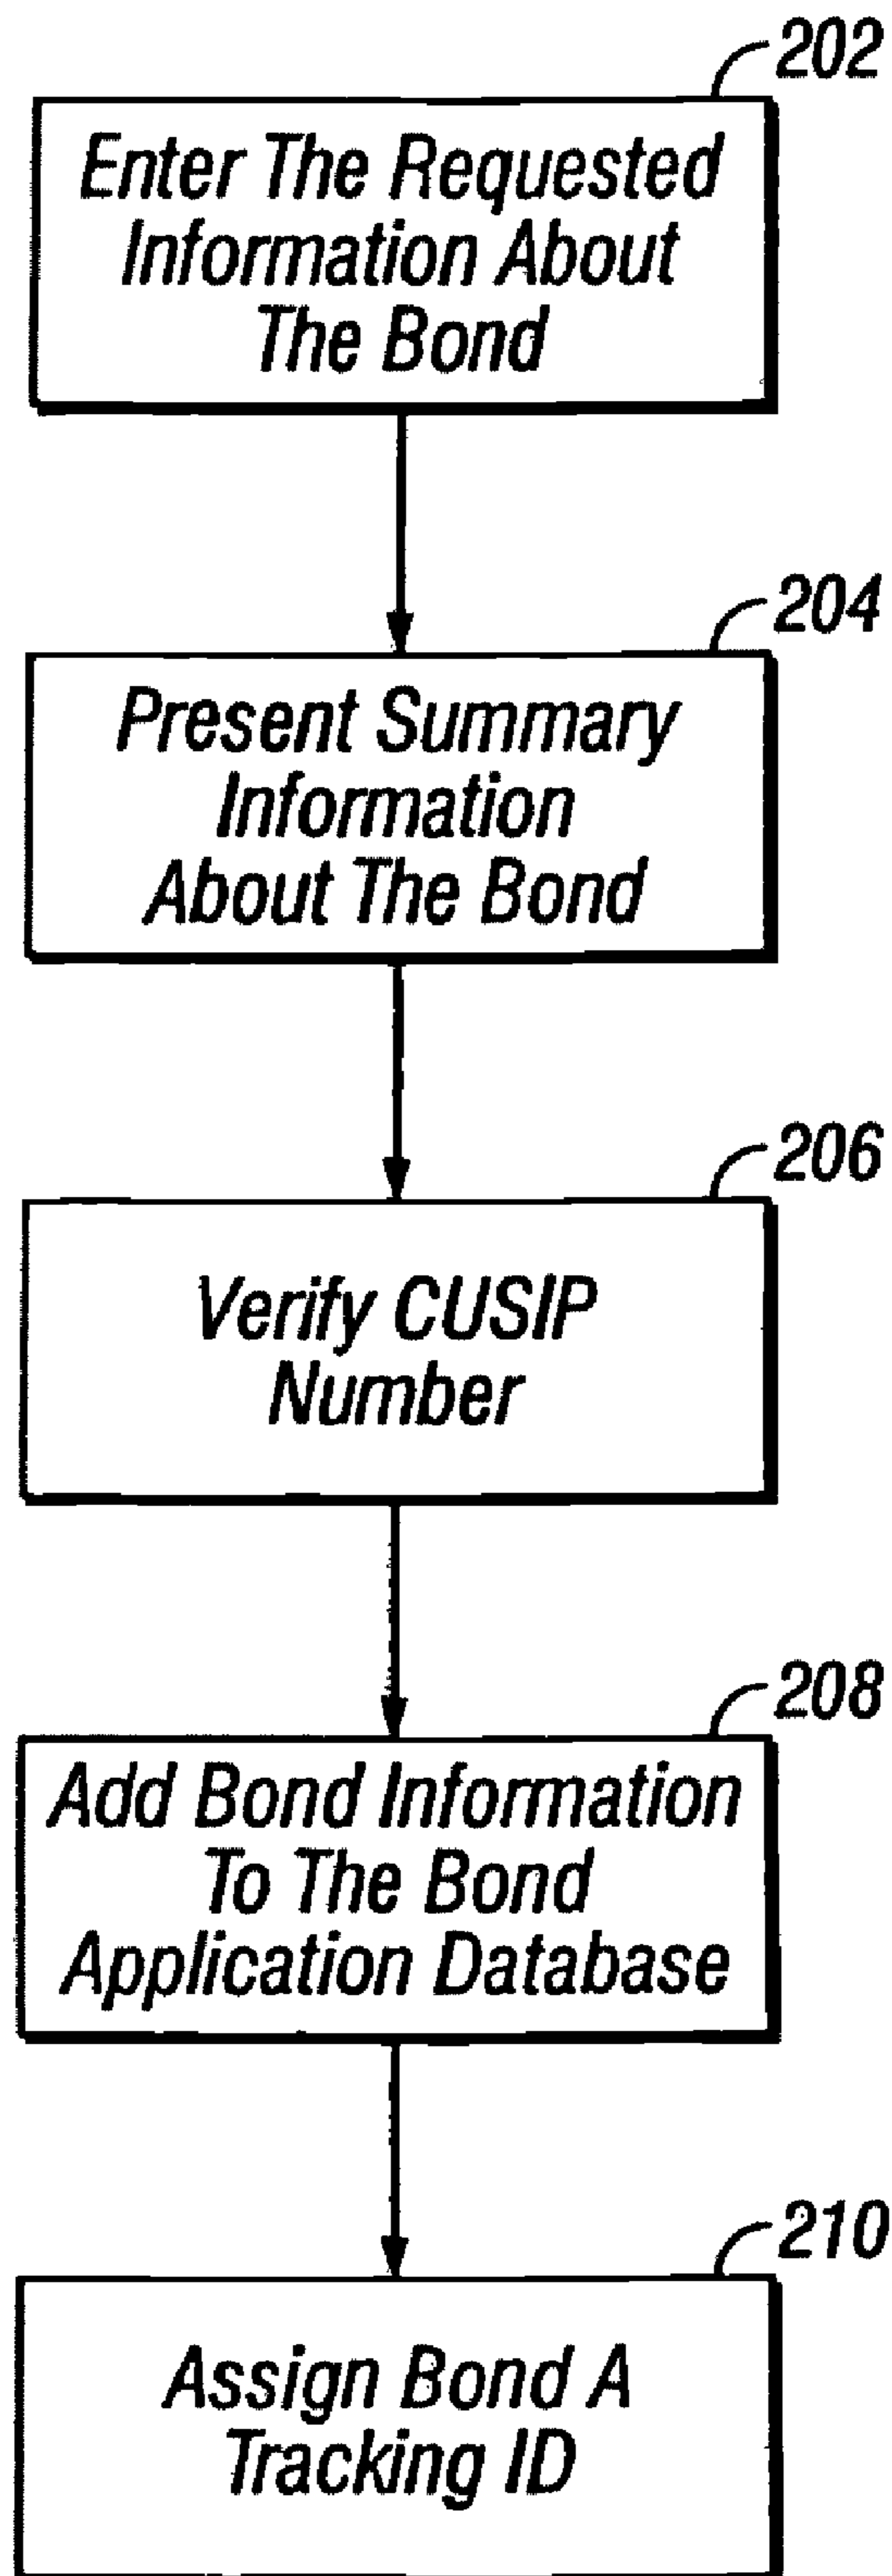 202
Enter The Requested
Information About
The Bond
204
Present Summary
Information
About The Bond
206
Verify CUSIP
Number
208
Add Bond Information
To The Bond
Application Database
210
Assign Bond A
Tracking ID